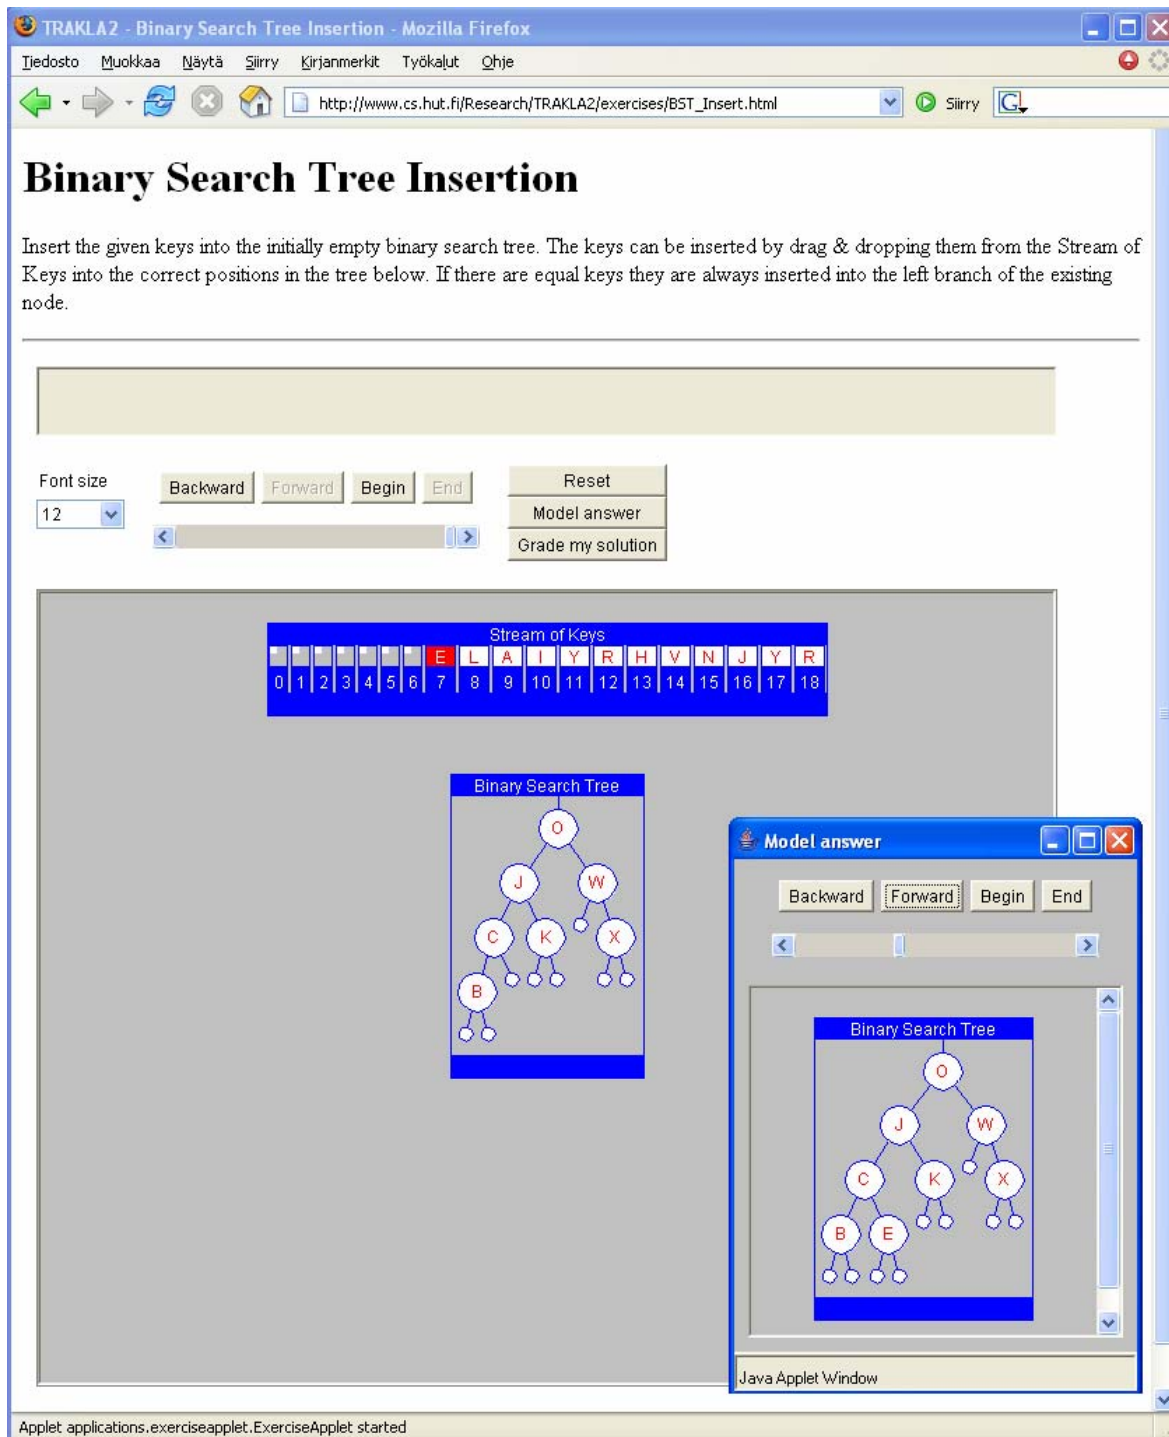 TRAKLA2 - Binary Search Tree Insertion - Mozilla Firefox
Tiedosto Muokkaa Näytä Siirry Kirjanmerkit Työkalut Ohje
http://www.cs.hut.fi/Research/TRAKLA2/exercises/BST_Insert.html Siirry G
Binary Search Tree Insertion
Insert the given keys into the initially empty binary search tree. The keys can be inserted by drag & dropping them from the Stream of
Keys into the correct positions in the tree below. If there are equal keys they are always inserted into the left branch of the existing
node.
Font size
12
Backward Forward Begin End
Reset
Model answer
Grade my solution
Stream of Keys
E L A I Y R H V N J Y R
0 1 2 3 4 5 6 7 8 9 10 11 12 13 14 15 16 17 18
Binary Search Tree
O
J W
C K X
B
Model answer
Backward Forward Begin End
Binary Search Tree
O
J W
C K X
B E
Java Applet Window
Applet applications.exerciseapplet.ExerciseApplet started